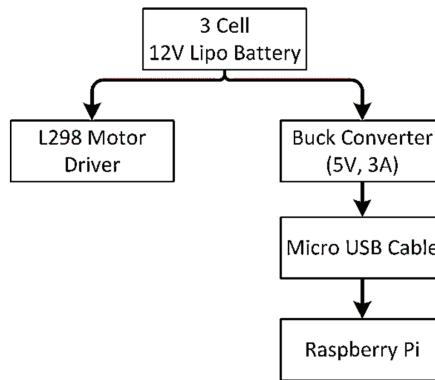 3 Cell
12V Lipo Battery
L298 Motor
Driver
Buck Converter
(5V, 3A)
Micro USB Cable
Raspberry Pi